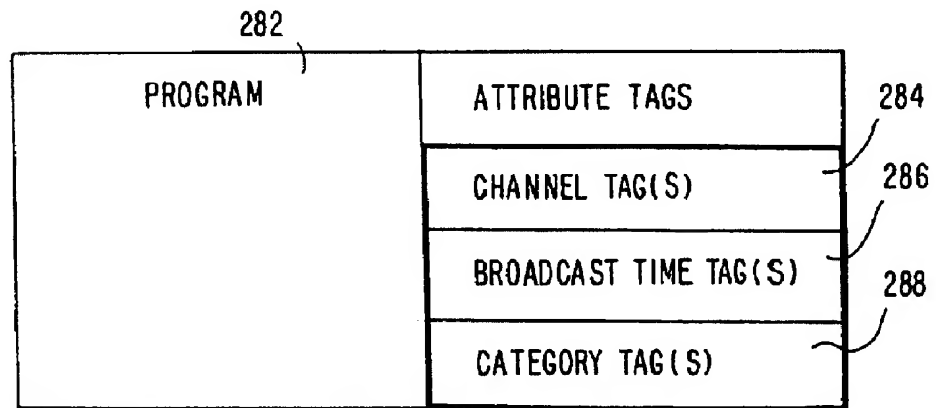 282
PROGRAM
ATTRIBUTE TAGS
284
CHANNEL TAG(S)
286
BROADCAST TIME TAG(S)
288
CATEGORY TAG(S)